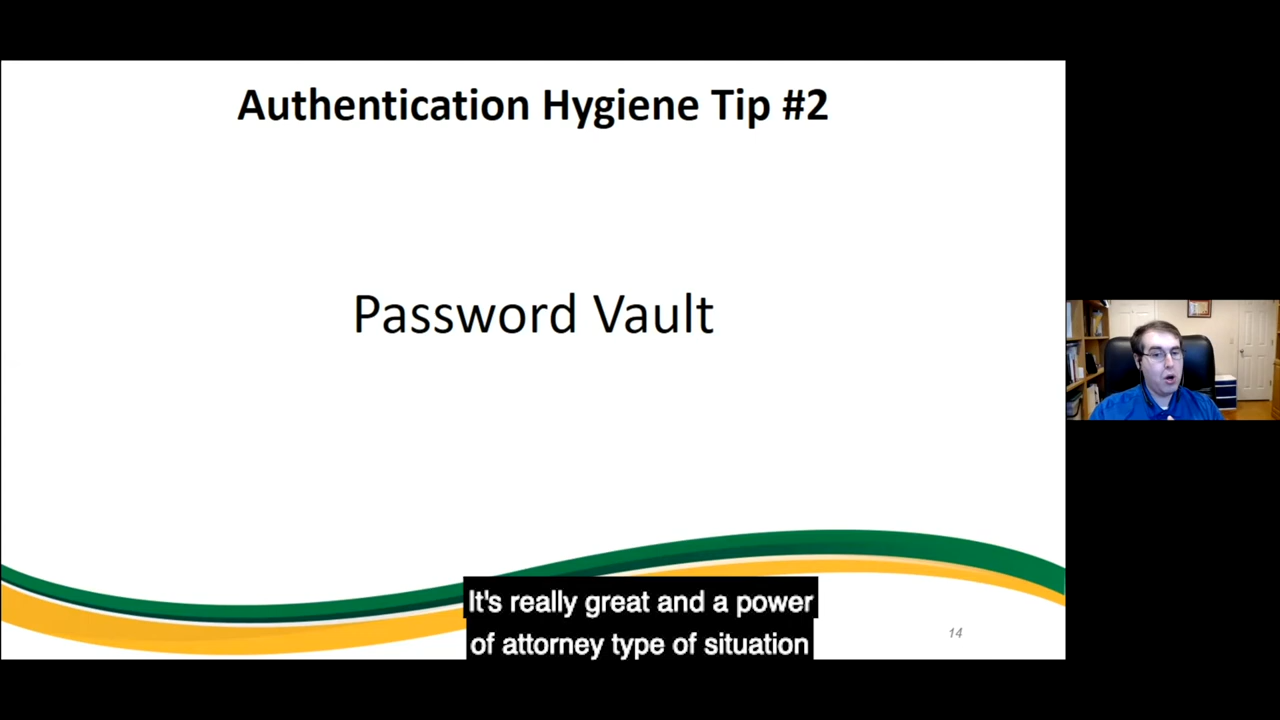 Authentication Hygiene Tip #2
Password Vault
It's really great and a power
of attorney type of situation
14